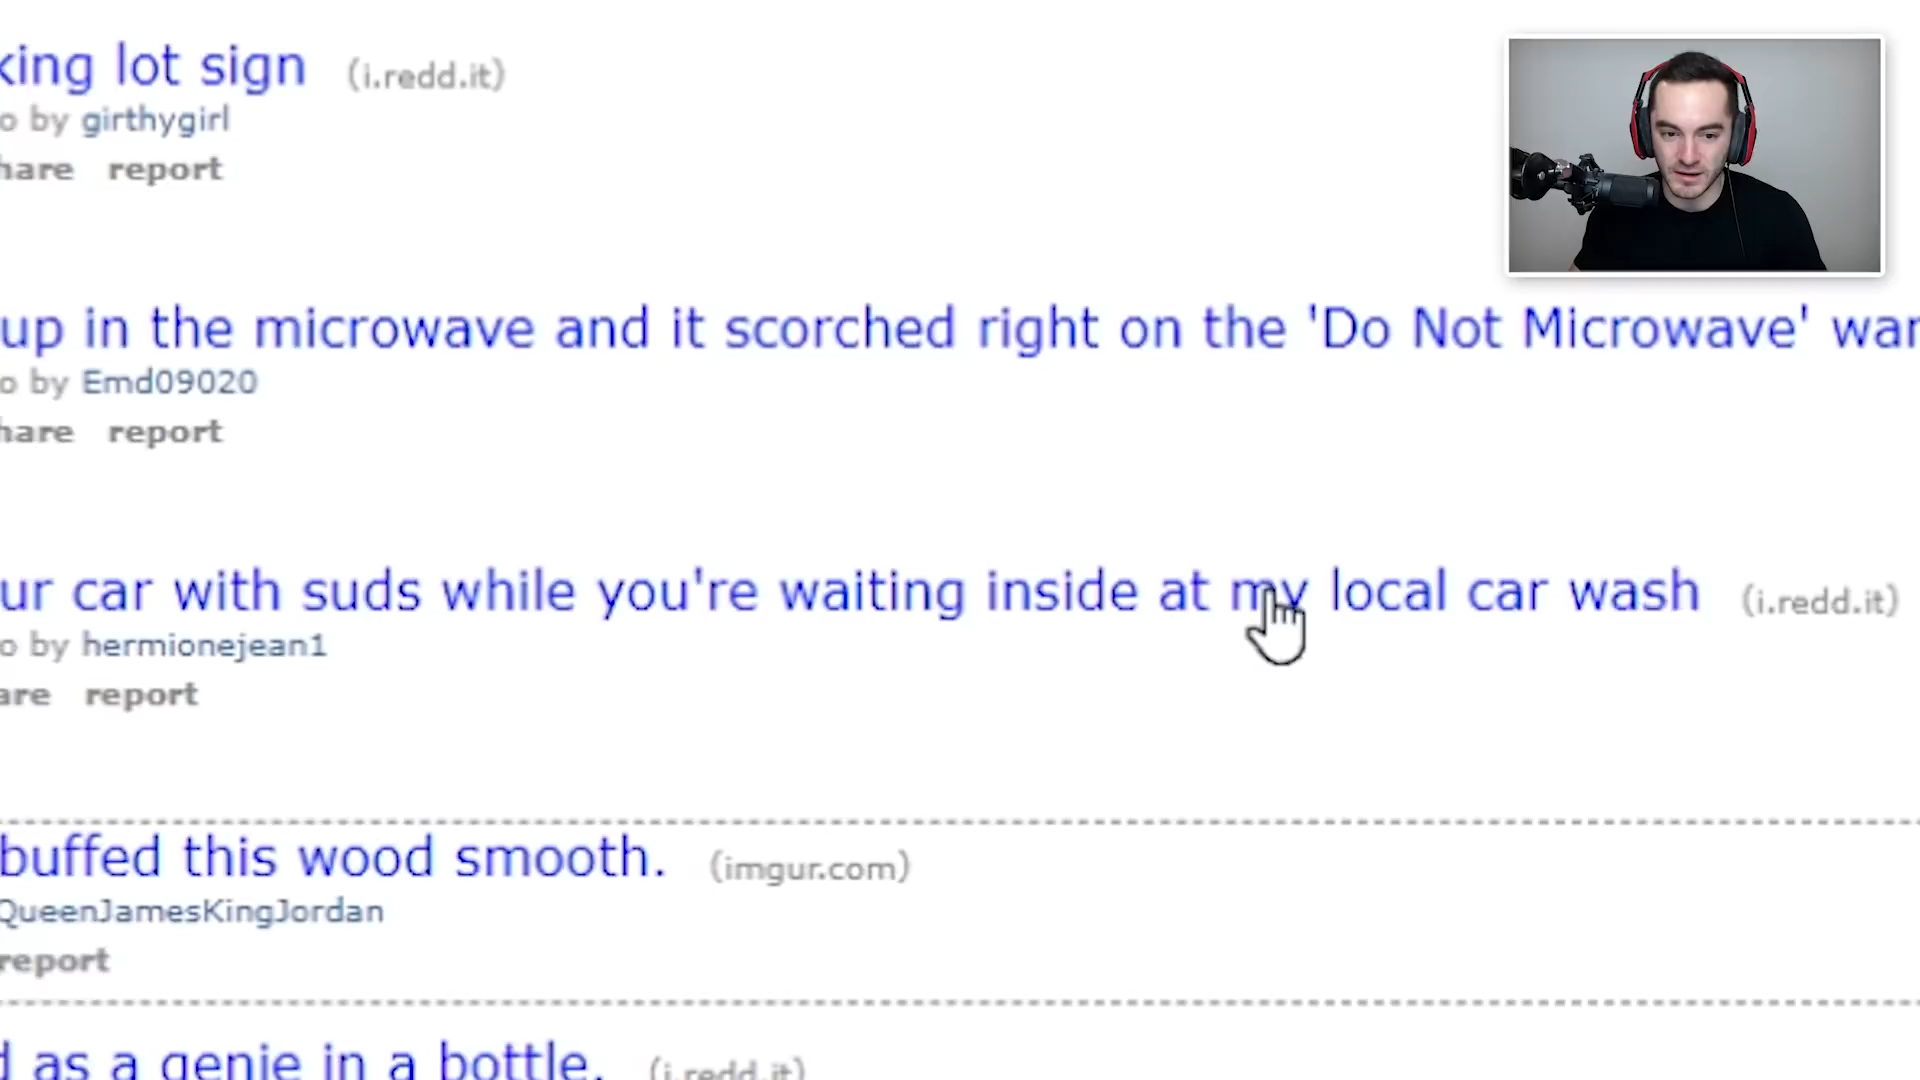 king lot sign (i.redd.it)
o by girthygirl
hare report
up in the microwave and it scorched right on the 'Do Not Microwave' war
o by Emd09020
hare report
ur car with suds while you're waiting inside at my local car wash (i.redd.it)
o by hermionejean1
are report
buffed this wood smooth. (imgur.com)
QueenJamesKingJordan
report
d as a genie in a bottle. (i.redd.it)